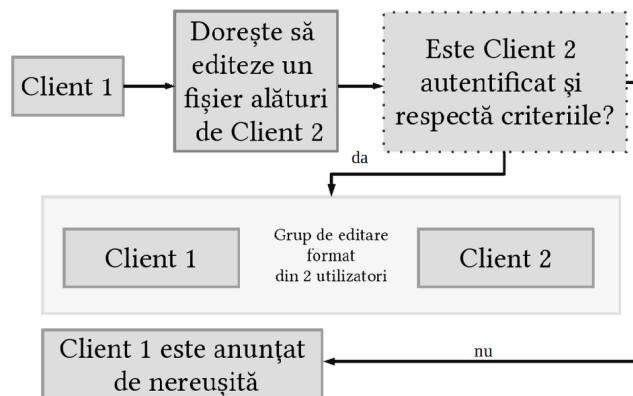 Client 1
Dorește să
editeze un
fișier alături
de Client 2
Este Client 2
autentificat și
respectă criteriile?
da
Client 1
Grup de editare
format
din 2 utilizatori
Client 2
Client 1 este anunțat
de nereușită
nu